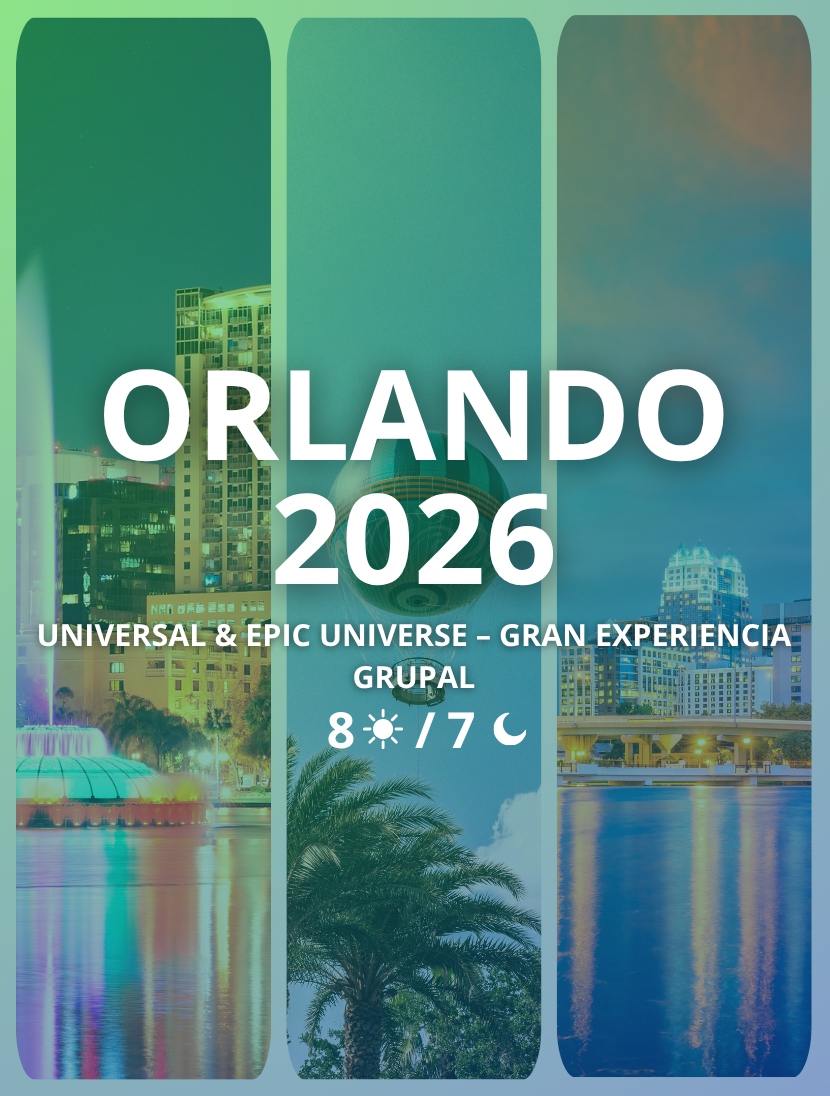 ORLANDO
2026
UNIVERSAL & EPIC UNIVERSE – GRAN EXPERIENCIA
GRUPAL
8 / 7